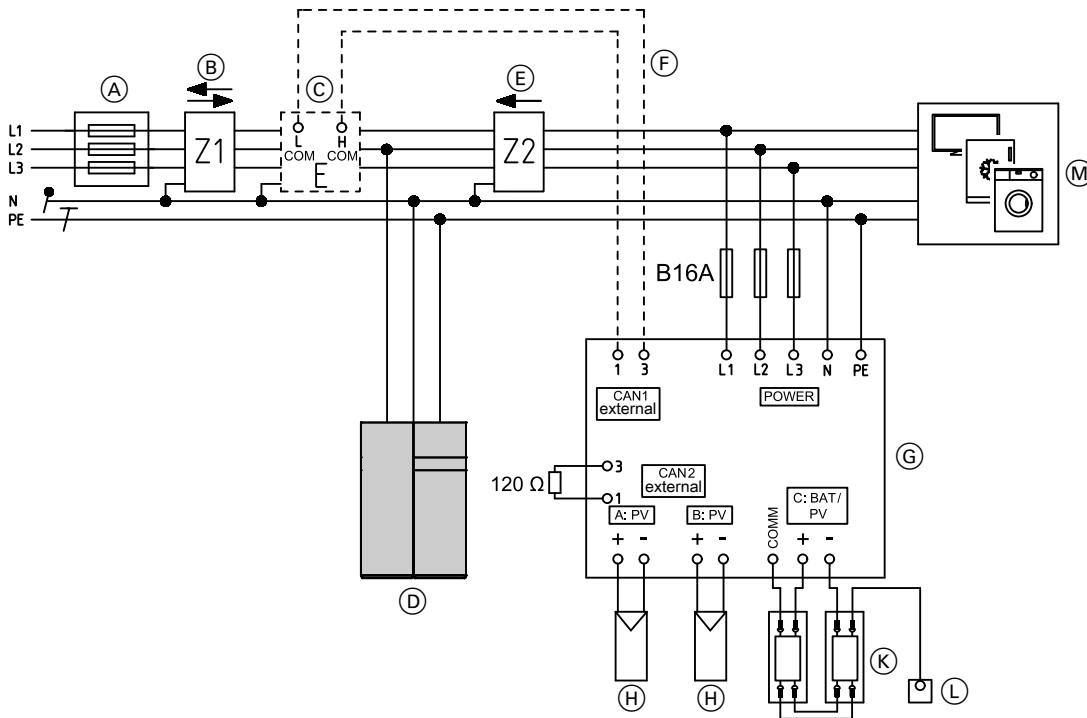 B
F
A
C
E
L1
L2
L3
N
PE
Z1
L
H
COM
COM
E
Z2
M
B16A
1
3
L1
L2
L3
N
PE
CAN1
external
POWER
G
120 Ω
3
1
CAN2
external
A: PV
B: PV
COMM
C: BAT/
PV
+
-
+
-
+
-
D
H
H
K
L